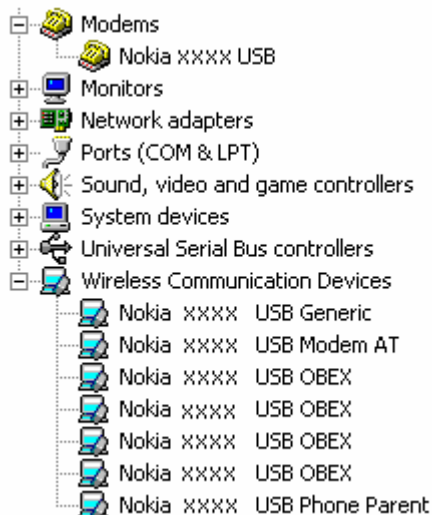 Modems
Nokia xxxx USB
Monitors
Network adapters
Ports (COM & LPT)
Sound, video and game controllers
System devices
Universal Serial Bus controllers
Wireless Communication Devices
Nokia xxxx USB Generic
Nokia xxxx USB Modem AT
Nokia xxxx USB OBEX
Nokia xxxx USB OBEX
Nokia xxxx USB OBEX
Nokia xxxx USB OBEX
Nokia xxxx USB Phone Parent